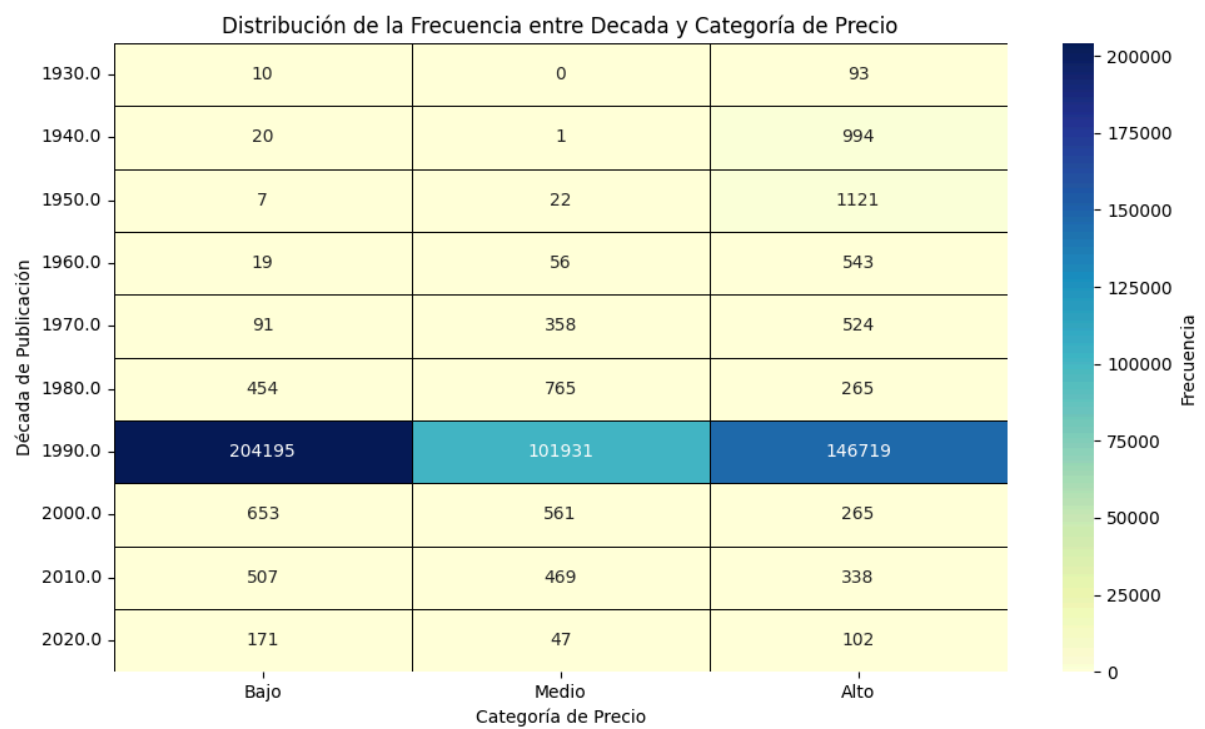 Distribución de la Frecuencia entre Decada y Categoría de Precio
1930.0 10 0 93
1940.0 20 1 994
1950.0 7 22 1121
1960.0 19 56 543
1970.0 91 358 524
1980.0 454 765 265
1990.0 204195 101931 146719
2000.0 653 561 265
2010.0 507 469 338
2020.0 171 47 102
Bajo Medio Alto
Categoría de Precio
Década de Publicación
200000
175000
150000
125000
100000
75000
50000
25000
0
Frecuencia